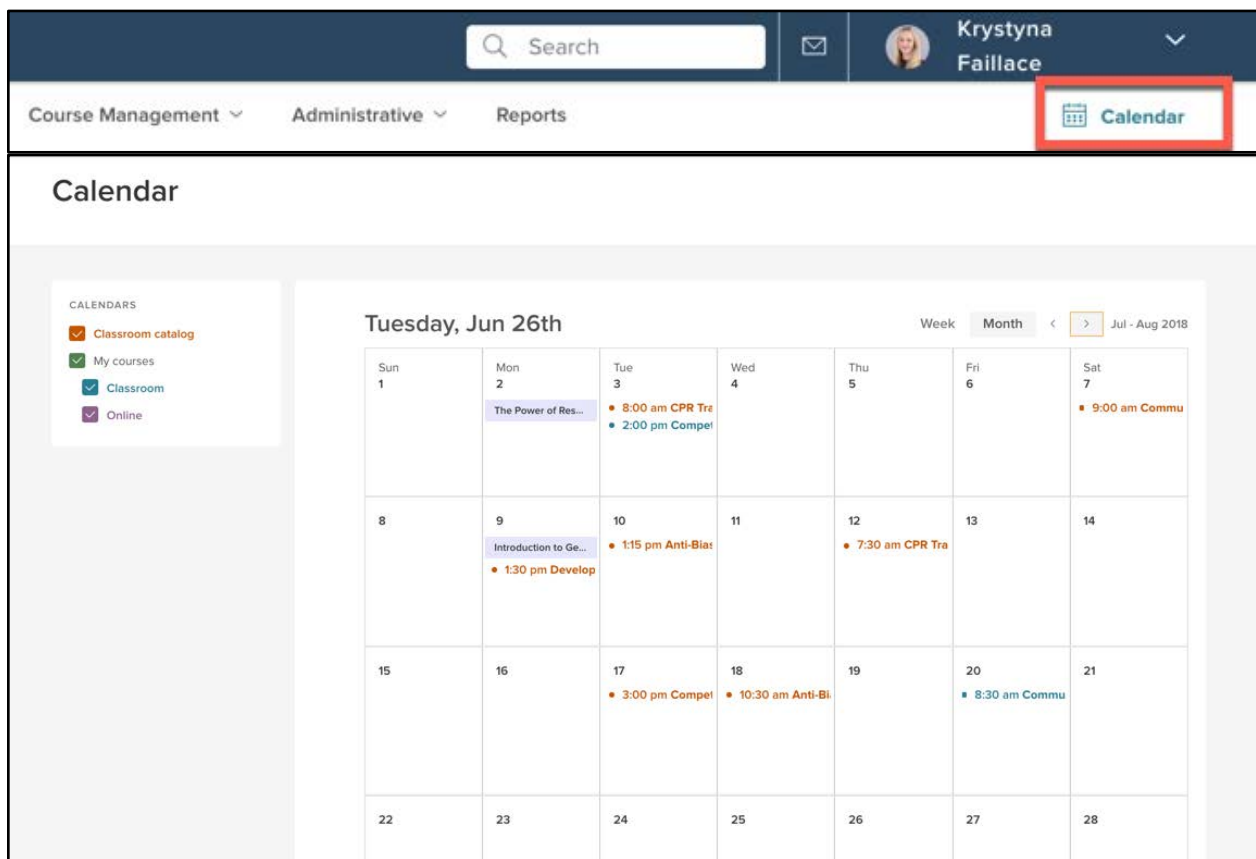 Search
Krystyna
Faillace
Course Management
Administrative
Reports
Calendar
Calendar
CALENDARS
Classroom catalog
My courses
Classroom
Online
Tuesday, Jun 26th
Week
Month
Jul - Aug 2018
Sun
Mon
Tue
Wed
Thu
Fri
Sat
1
2
3
4
5
6
7
The Power of Res...
8:00 am CPR Tra
2:00 pm Compet
9:00 am Commu
8
9
10
11
12
13
14
Introduction to Ge...
1:30 pm Develop
1:15 pm Anti-Bias
7:30 am CPR Tra
15
16
17
18
19
20
21
3:00 pm Compet
10:30 am Anti-Bi
8:30 am Commu
22
23
24
25
26
27
28